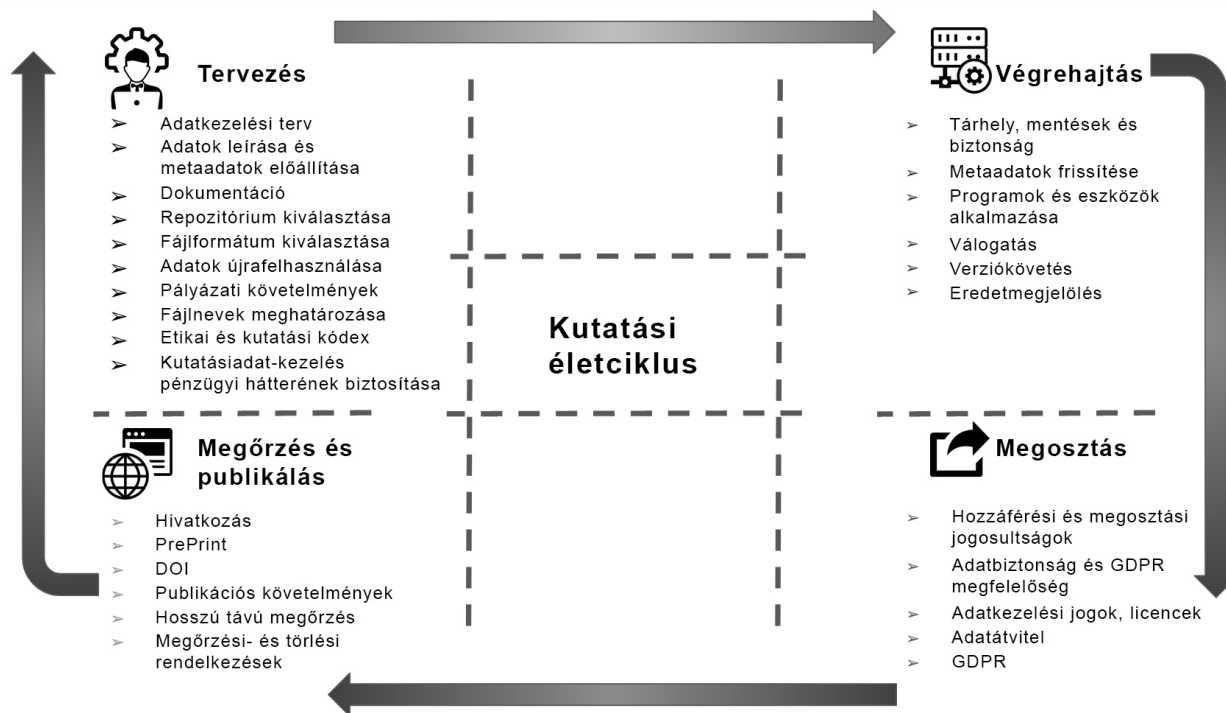 Tervezés
Adatkezelési terv
Adatok leírása és
metaadatok előállítása
Dokumentáció
Repozitórium kiválasztása
Fájlformátum kiválasztása
Adatok újrafelhasználása
Pályázati követelmények
Fájlnevek meghatározása
Etikai és kutatási kódex
Kutatásiadat-kezelés
pénzügyi hátterének biztosítása
Végrehajtás
Tárhely, mentések és
biztonság
Metaadatok frissítése
Programok és eszközök
alkalmazása
Válogatás
Verziókövetés
Eredetmegjelölés
Kutatási
életciklus
Megőrzés és
publikálás
Hivatkozás
PrePrint
DOI
Publikációs követelmények
Hosszú távú megőrzés
Megőrzési- és törlési
rendelkezések
Megosztás
Hozzáférési és megosztási
jogosultságok
Adatbiztonság és GDPR
megfelelőség
Adatkezelési jogok, licencek
Adatátvitel
GDPR